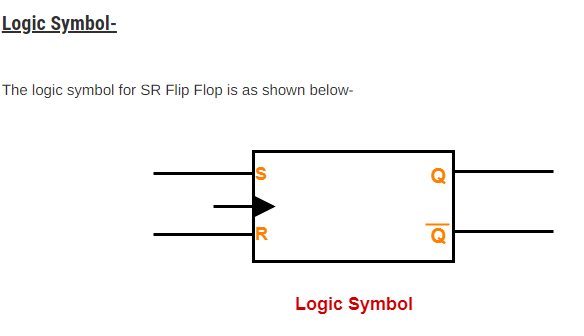 Logic Symbol-
The logic symbol for SR Flip Flop is as shown below-
S
Q
R
Q̅
Logic Symbol